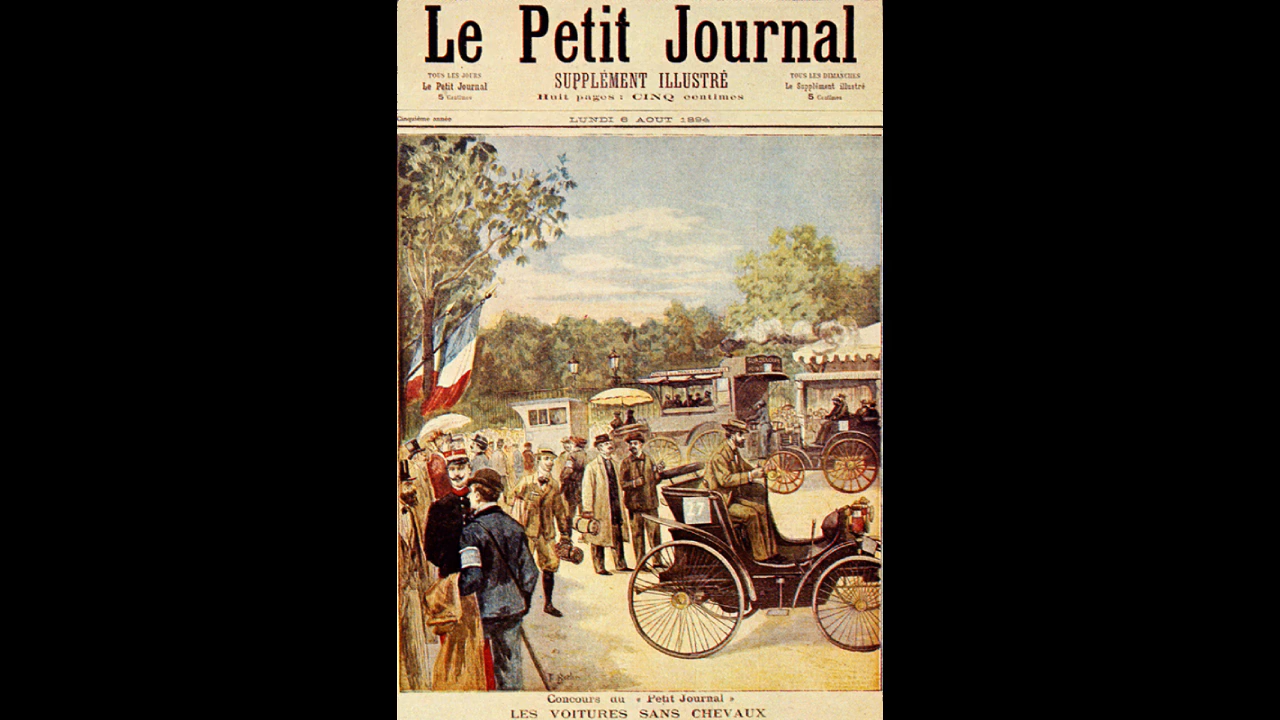 Le Petit Journal
TOUS LES JOURS
Le Petit Journal
5 Centimes
SUPPLÉMENT ILLUSTRÉ
Huit pages : CINQ centimes
TOUS LES DIMANCHES
Le Supplément illustré
5 Centimes
Cinquième année
LUNDI 6 AOUT 1894
27
Concours du « Petit Journal »
LES VOITURES SANS CHEVAUX